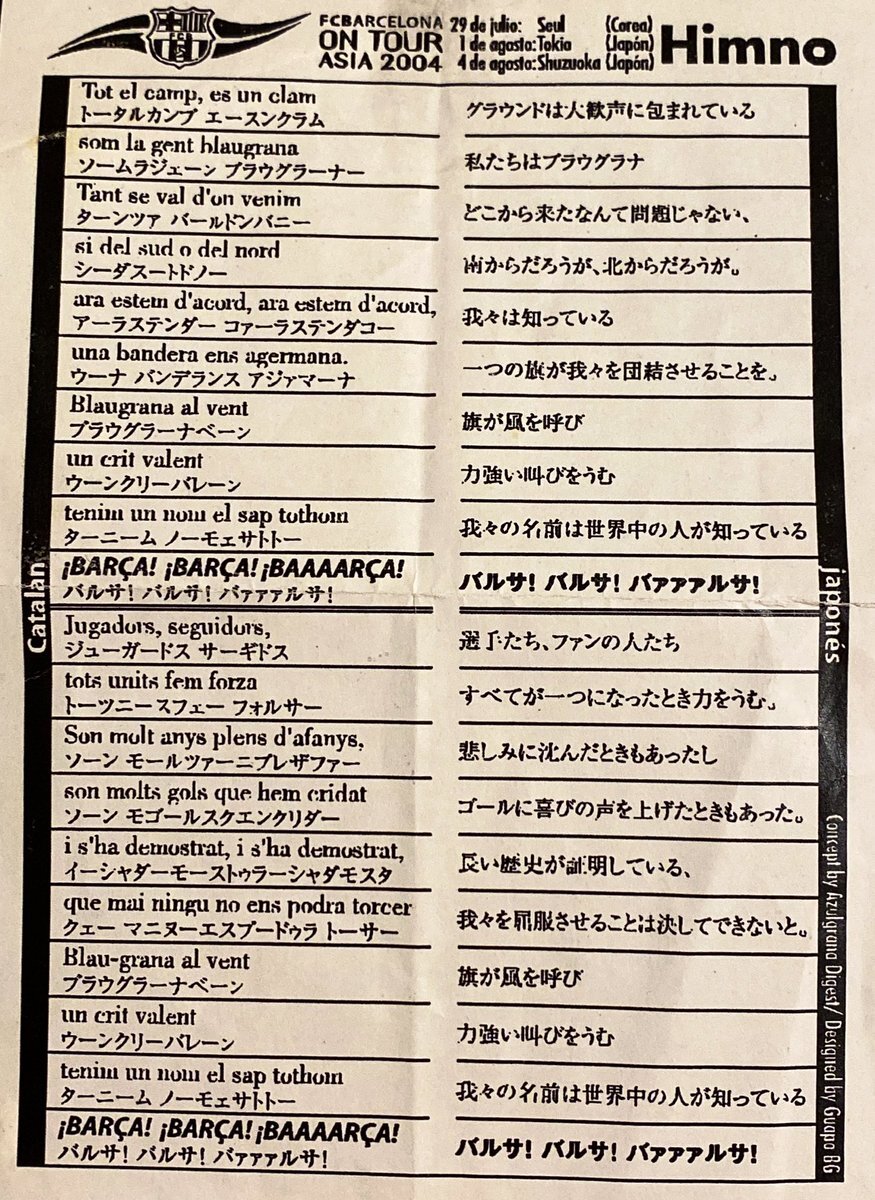 FCB
FCBARCELONA
ON TOUR
ASIA 2004
29 de julio: Seul (Corea)
1 de agosto: Tokia (Japón)
4 de agosto: Shuzuoka (Japón)
Himno
Tot el camp, es un clam
トータルカンプ エースンクラム
グラウンドは大歓声に包まれている
som la gent blaugrana
ソームラジェーン ブラウグラーナー
私たちはブラウグラナ
Tant se val d'on venim
ターンツァ バールドンバニー
どこから来たなんて問題じゃない、
si del sud o del nord
シーダスートドノー
南からだろうが、北からだろうが。
ara estem d'acord, ara estem d'acord,
アーラステンダー コァーラステンダコー
我々は知っている
una bandera ens agermana.
ウーナ バンデランス アジァマーナ
一つの旗が我々を団結させることを。
Blaugrana al vent
ブラウグラーナベーン
旗が風を呼び
un crit valent
ウーンクリーバレーン
力強い叫びをうむ
tenim un nom el sap tothom
ターニーム ノーモェサトトー
我々の名前は世界中の人が知っている
¡BARÇA! ¡BARÇA! ¡BAAAARÇA!
バルサ! バルサ! バァァァルサ!
バルサ! バルサ! バァァァルサ!
Jugadors, seguidors,
ジューガードス サーギドス
選手たち、ファンの人たち
tots units fem forza
トーツニースフェー フォルサー
すべてが一つになったとき力をうむ。
Son molt anys plens d'afanys,
ソーン モールツァーニプレザファー
悲しみに沈んだときもあったし
son molts gols que hem cridat
ソーン モゴールスクエンクリダー
ゴールに喜びの声を上げたときもあった。
i s'ha demostrat, i s'ha demostrat,
イーシャダーモーストゥラーシャダモスタ
長い歴史が証明している、
que mai ningu no ens podra torcer
クェー マニヌーエスプードゥラ トーサー
我々を屈服させることは決してできないと。
Blau-grana al vent
ブラウグラーナベーン
旗が風を呼び
un crit valent
ウーンクリーバレーン
力強い叫びをうむ
tenim un nom el sap tothom
ターニーム ノーモェサトトー
我々の名前は世界中の人が知っている
¡BARÇA! ¡BARÇA! ¡BAAAARÇA!
バルサ! バルサ! バァァァルサ!
バルサ! バルサ! バァァァルサ!
Catalan
japonés
Concept by Azulgrana Digest/ Designed by Guapo BG